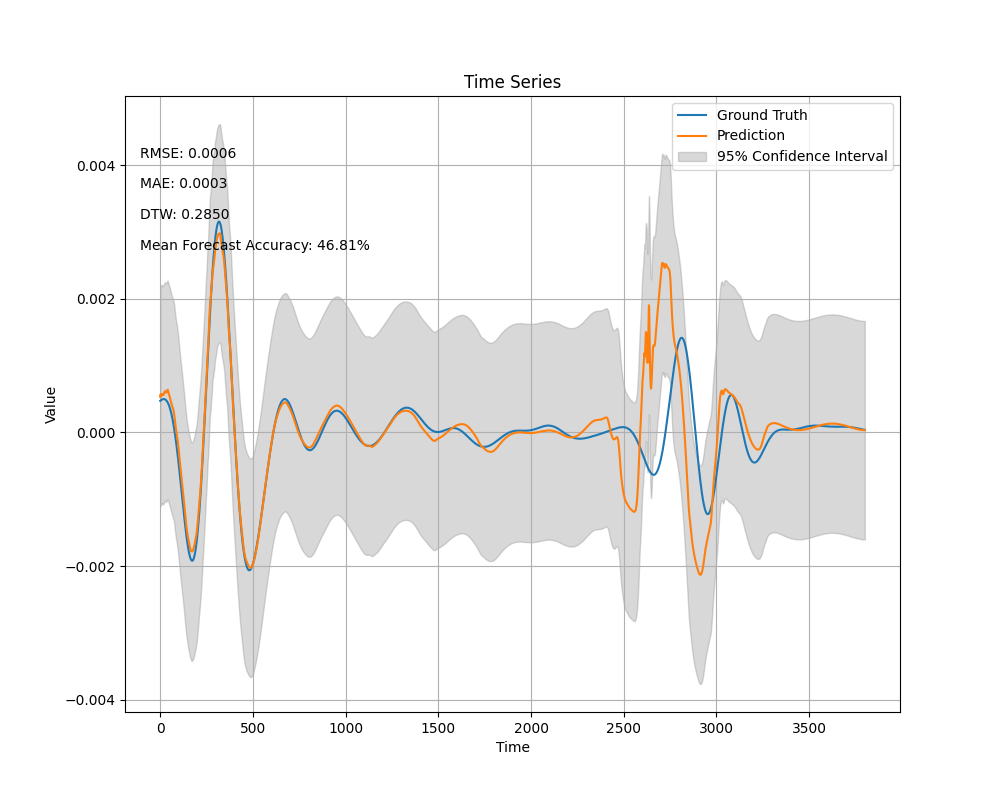 Time Series
Ground Truth
Prediction
95% Confidence Interval
RMSE: 0.0006
MAE: 0.0003
DTW: 0.2850
Mean Forecast Accuracy: 46.81%
Value
0.004
0.002
0.000
−0.002
−0.004
0 500 1000 1500 2000 2500 3000 3500
Time